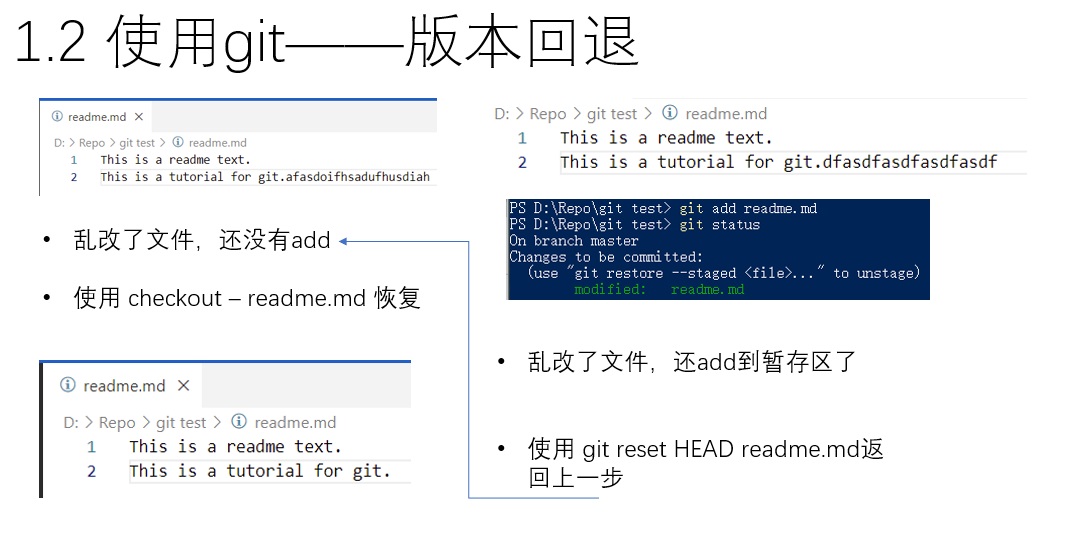 1.2 使用git——版本回退
readme.md ×
D: > Repo > git test > readme.md
1 This is a readme text.
2 This is a tutorial for git.afasdoifhsadufhusdiah
• 乱改了文件，还没有add
• 使用 checkout – readme.md 恢复
readme.md ×
D: > Repo > git test > readme.md
1 This is a readme text.
2 This is a tutorial for git.
D: > Repo > git test > readme.md
1 This is a readme text.
2 This is a tutorial for git.dfasdfasdfasdfasdf
PS D:\Repo\git test> git add readme.md
PS D:\Repo\git test> git status
On branch master
Changes to be committed:
(use "git restore --staged <file>..." to unstage)
modified: readme.md
• 乱改了文件，还add到暂存区了
• 使用 git reset HEAD readme.md返
回上一步